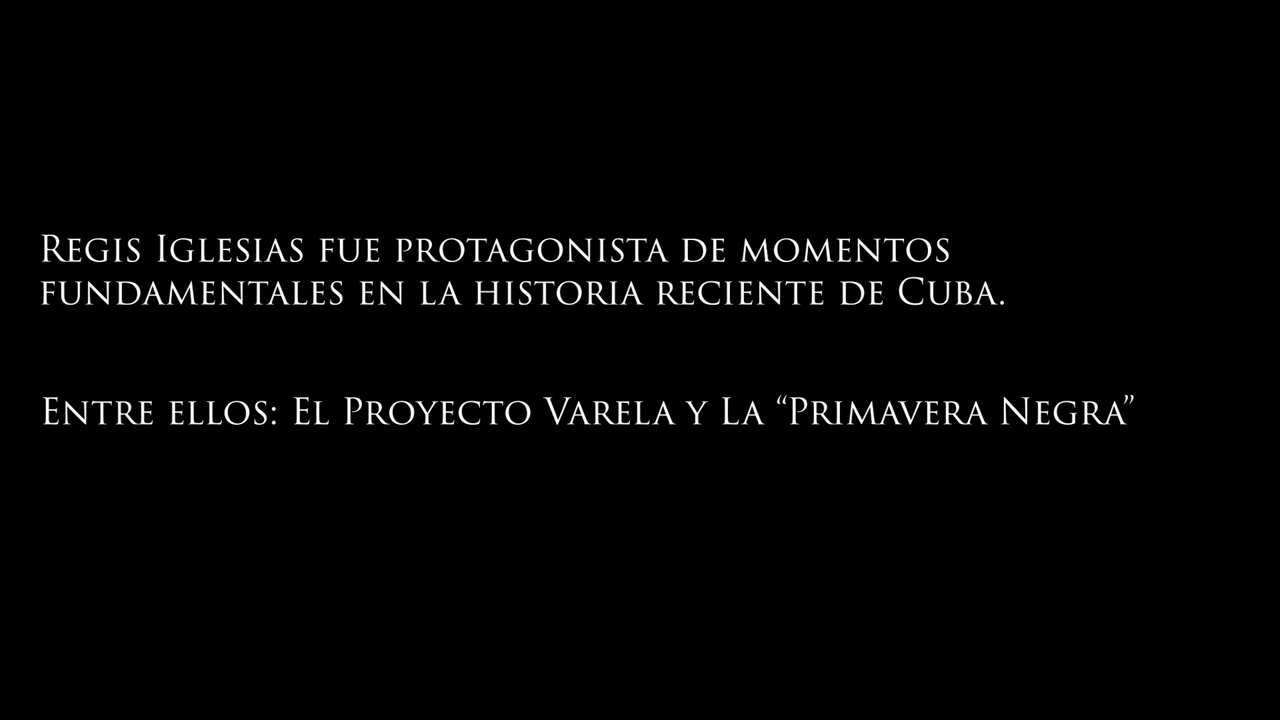 Regis Iglesias fue protagonista de momentos
fundamentales en la historia reciente de Cuba.
Entre ellos: El Proyecto Varela y La “Primavera Negra”